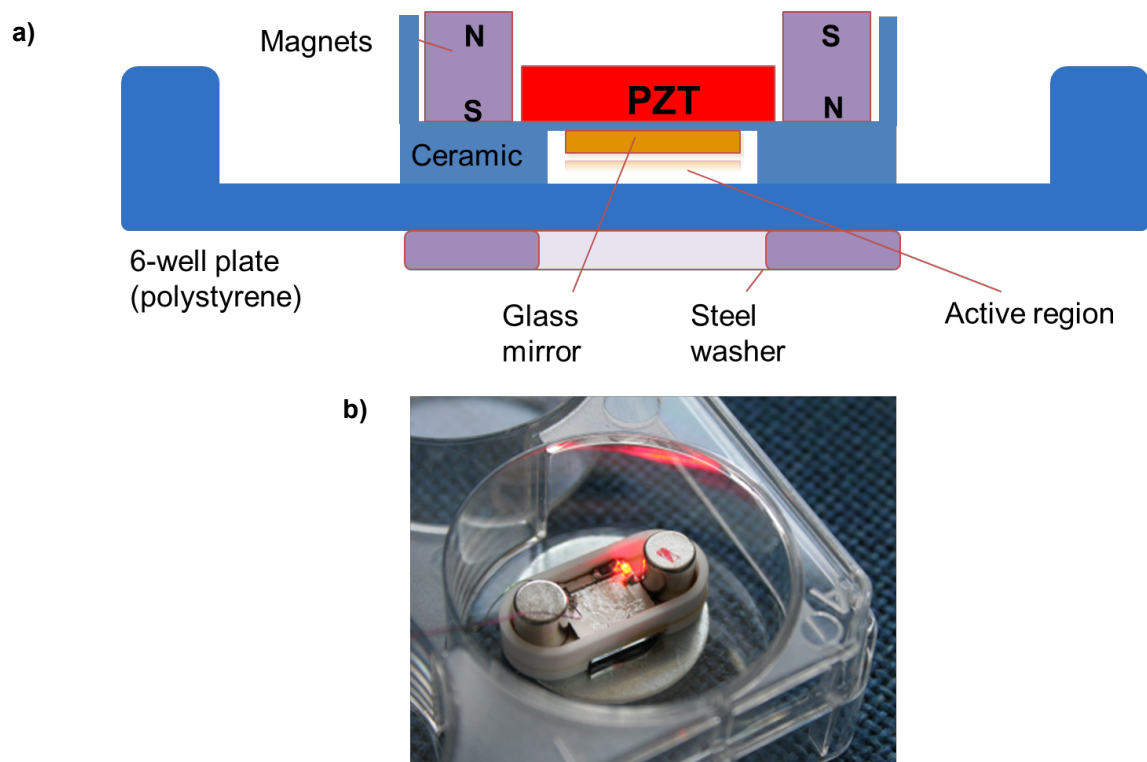 a)
Magnets
N
S
PZT
S
N
Ceramic
6-well plate
(polystyrene)
Glass
mirror
Steel
washer
Active region
b)